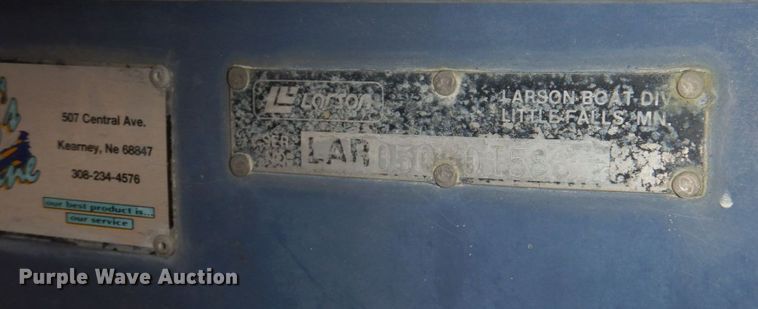 507 Central Ave.
Kearney, Ne 68847
308-234-4576
our best product is...
our service
Larson
LARSON BOAT DIV
LITTLE FALLS, MN.
LAR
Purple Wave Auction